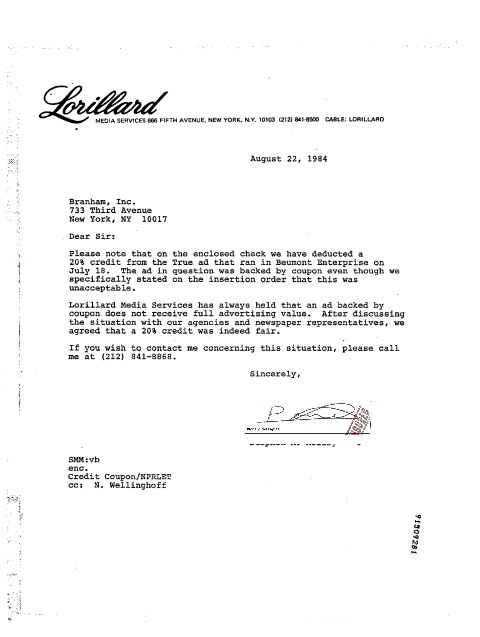 Lorillard
MEDIA SERVICES 666 FIFTH AVENUE, NEW YORK, N.Y. 10103 (212) 841-8600 CABLE: LORILLARD
August 22, 1984
Branham, Inc.
733 Third Avenue
New York, NY 10017
Dear Sir:
Please note that on the enclosed check we have deducted a
20% credit from the True ad that ran in Beumont Enterprise on
July 18. The ad in question was backed by coupon even though we
specifically stated on the insertion order that this was
unacceptable.
Lorillard Media Services has always held that an ad backed by
coupon does not receive full advertising value. After discussing
the situation with our agencies and newspaper representatives, we
agreed that a 20% credit was indeed fair.
If you wish to contact me concerning this situation, please call
me at (212) 841-8868.
Sincerely,
SMM:vb
enc.
Credit Coupon/NPRLET
cc: N. Wellinghoff